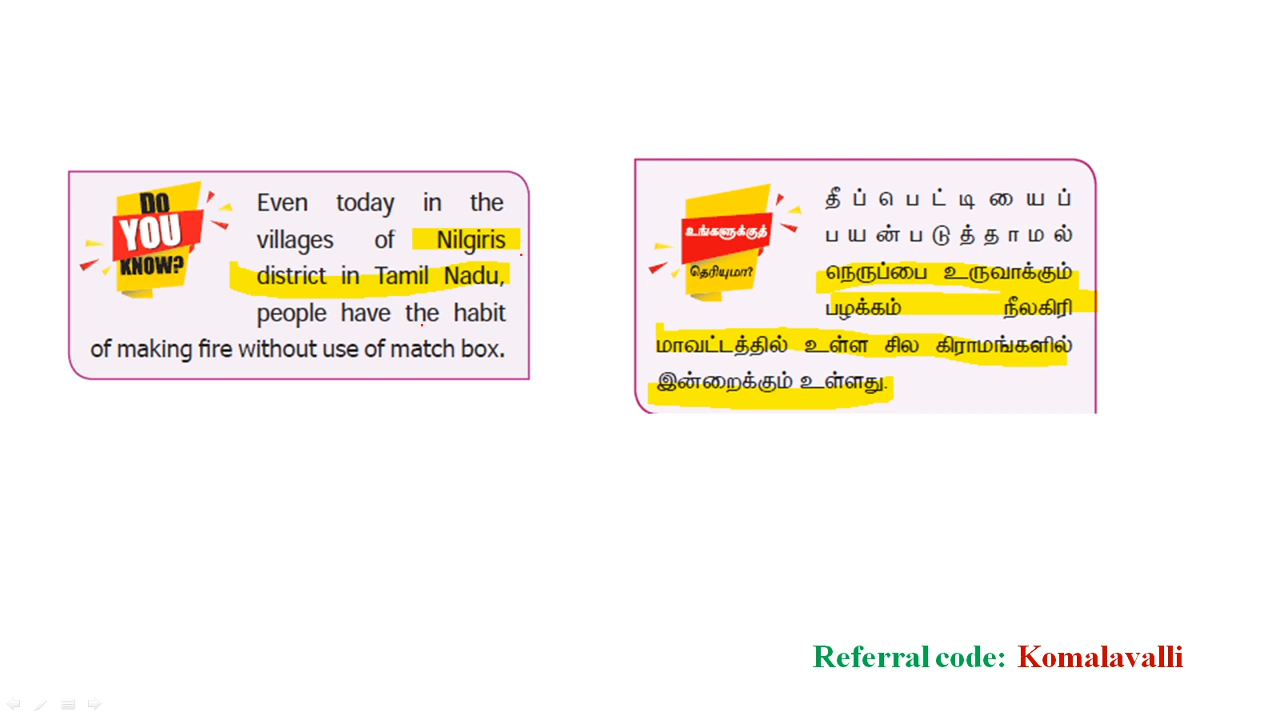 DO
YOU
KNOW?
Even today in the
villages of Nilgiris
district in Tamil Nadu,
people have the habit
of making fire without use of match box.
உங்களுக்குத்
தெரியுமா?
தீப்பெட்டியைப்
பயன்படுத்தாமல்
நெருப்பை உருவாக்கும்
பழக்கம் நீலகிரி
மாவட்டத்தில் உள்ள சில கிராமங்களில்
இன்றைக்கும் உள்ளது.
Referral code: Komalavalli